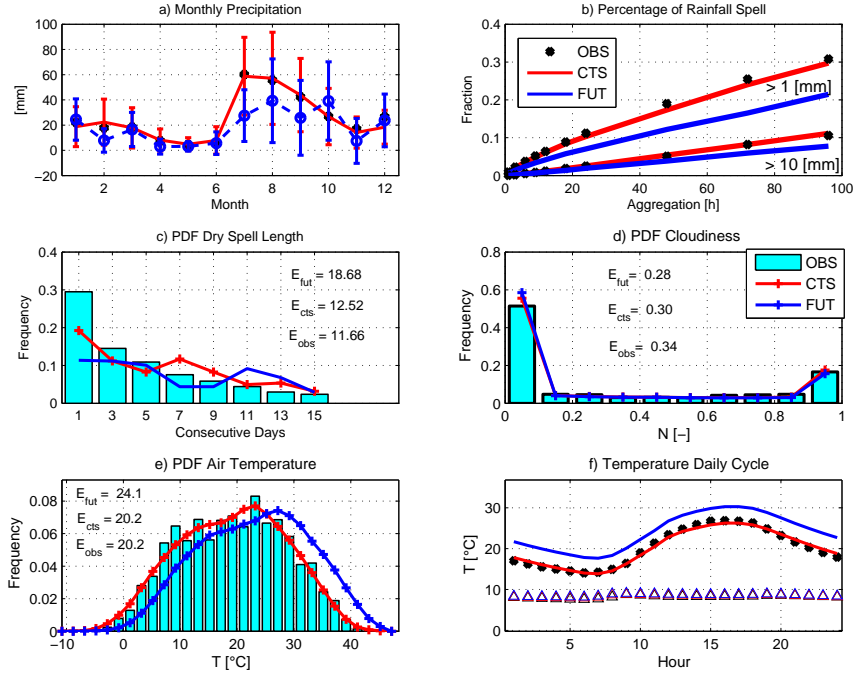 a) Monthly Precipitation
100
80
60
40
20
0
−20
[mm]
2 4 6 8 10 12
Month
b) Percentage of Rainfall Spell
0.4
0.3
0.2
0.1
0
Fraction
OBS
CTS
FUT
> 1 [mm]
> 10 [mm]
0 20 40 60 80 100
Aggregation [h]
c) PDF Dry Spell Length
0.4
0.3
0.2
0.1
0
Frequency
E_fut = 18.68
E_cts = 12.52
E_obs = 11.66
1 3 5 7 9 11 13 15
Consecutive Days
d) PDF Cloudiness
0.8
0.6
0.4
0.2
0
Frequency
E_fut= 0.28
E_cts= 0.30
E_obs= 0.34
OBS
CTS
FUT
0 0.2 0.4 0.6 0.8 1
N [−]
e) PDF Air Temperature
0.08
0.06
0.04
0.02
0
Frequency
E_fut = 24.1
E_cts = 20.2
E_obs = 20.2
−10 0 10 20 30 40
T [°C]
f) Temperature Daily Cycle
30
20
10
0
T [°C]
5 10 15 20
Hour